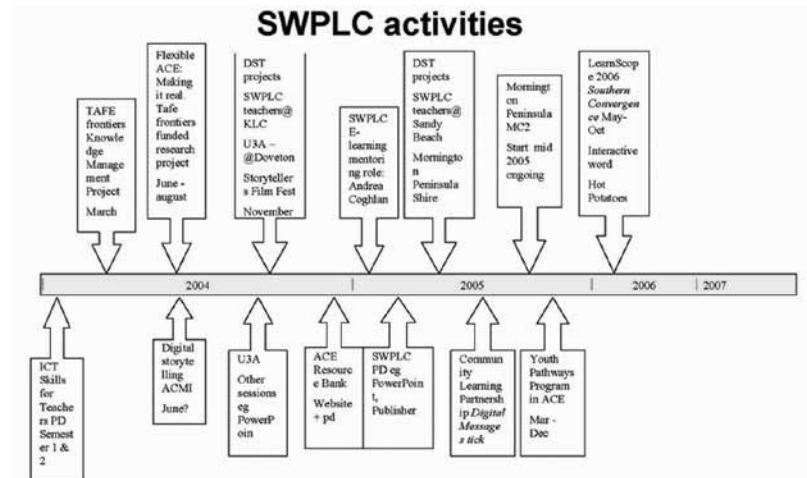 SWPLC activities
TAFE
frontiers
Knowle
dge
Manage
ment
Project
March
Flexible
ACE:
Making
it real.
Tafe
frontiers
funded
research
project
June -
august
DST
projects
SWPLC
teachers@
KLC
U3A –
@Doveton
Storyteller
s Film Fest
November
SWPLC
E-
learning
mentori
ng role:
Andrea
Coghlan
DST
projects
SWPLC
teachers@
Sandy
Beach
Morningto
n
Peninsula
Shire
Morningt
on
Peninsula
MC2
Start mid
2005
ongoing
LearnScop
e 2006
Southern
Convergen
ce May-
Oct
Interactive
word
Hot
Potatoes
2004
2005
2006
2007
ICT
Skills
for
Teache
rs PD
Semest
er 1 &
2
Digital
storyte
lling
ACMI
June?
U3A
Other
sessions
eg
PowerP
oin
ACE
Resourc
e Bank
Website
+ pd
SWPLC
PD eg
PowerPoin
t,
Publisher
Commun
ity
Learning
Partnersh
ip Digital
Message
s tick
Youth
Pathways
Program
in ACE
Mar -
Dec